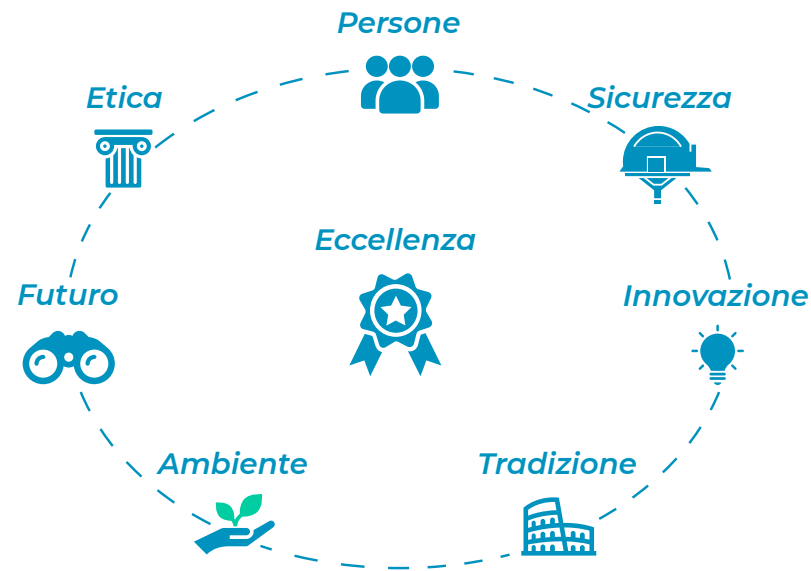 Persone
Etica
Sicurezza
Eccellenza
Futuro
Innovazione
Ambiente
Tradizione